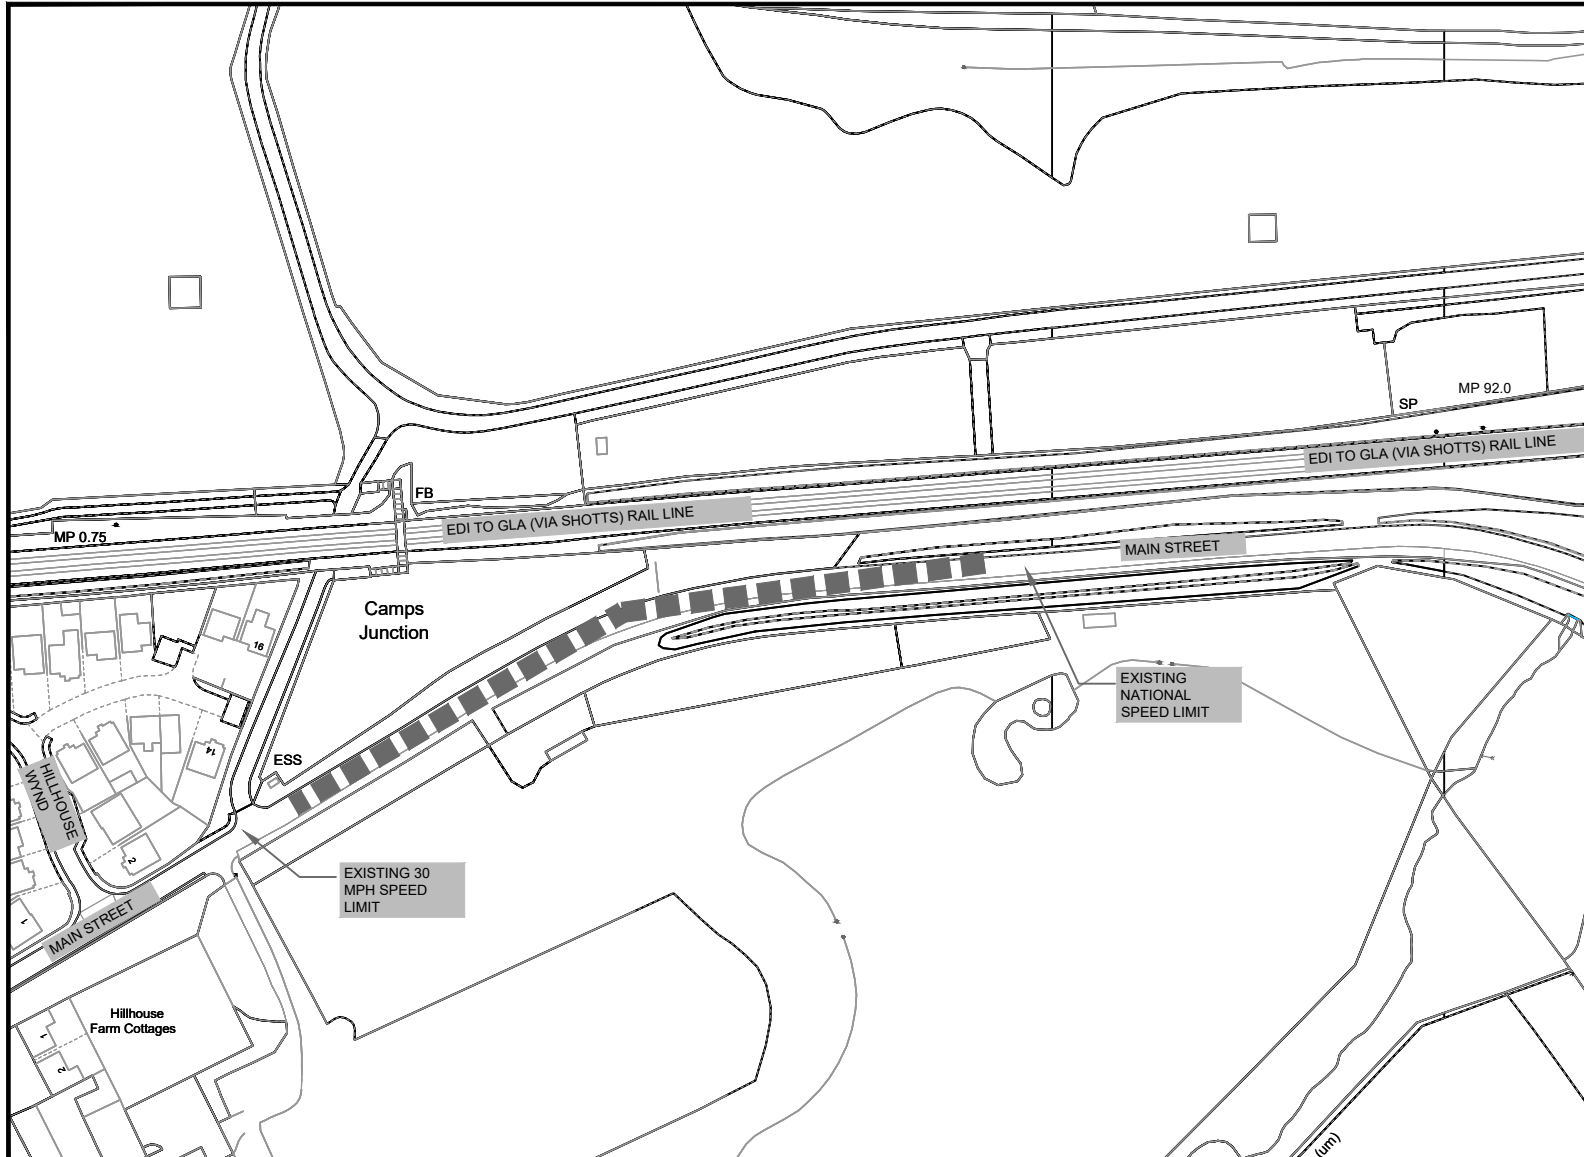 MP 92.0
SP
EDI TO GLA (VIA SHOTTS) RAIL LINE
FB
EDI TO GLA (VIA SHOTTS) RAIL LINE
MP 0.75
MAIN STREET
Camps
Junction
16
EXISTING
NATIONAL
SPEED LIMIT
14
ESS
HILLHOUSE
WYND
2
EXISTING 30
MPH SPEED
LIMIT
1
MAIN STREET
Hillhouse
Farm Cottages
1
2
(um)